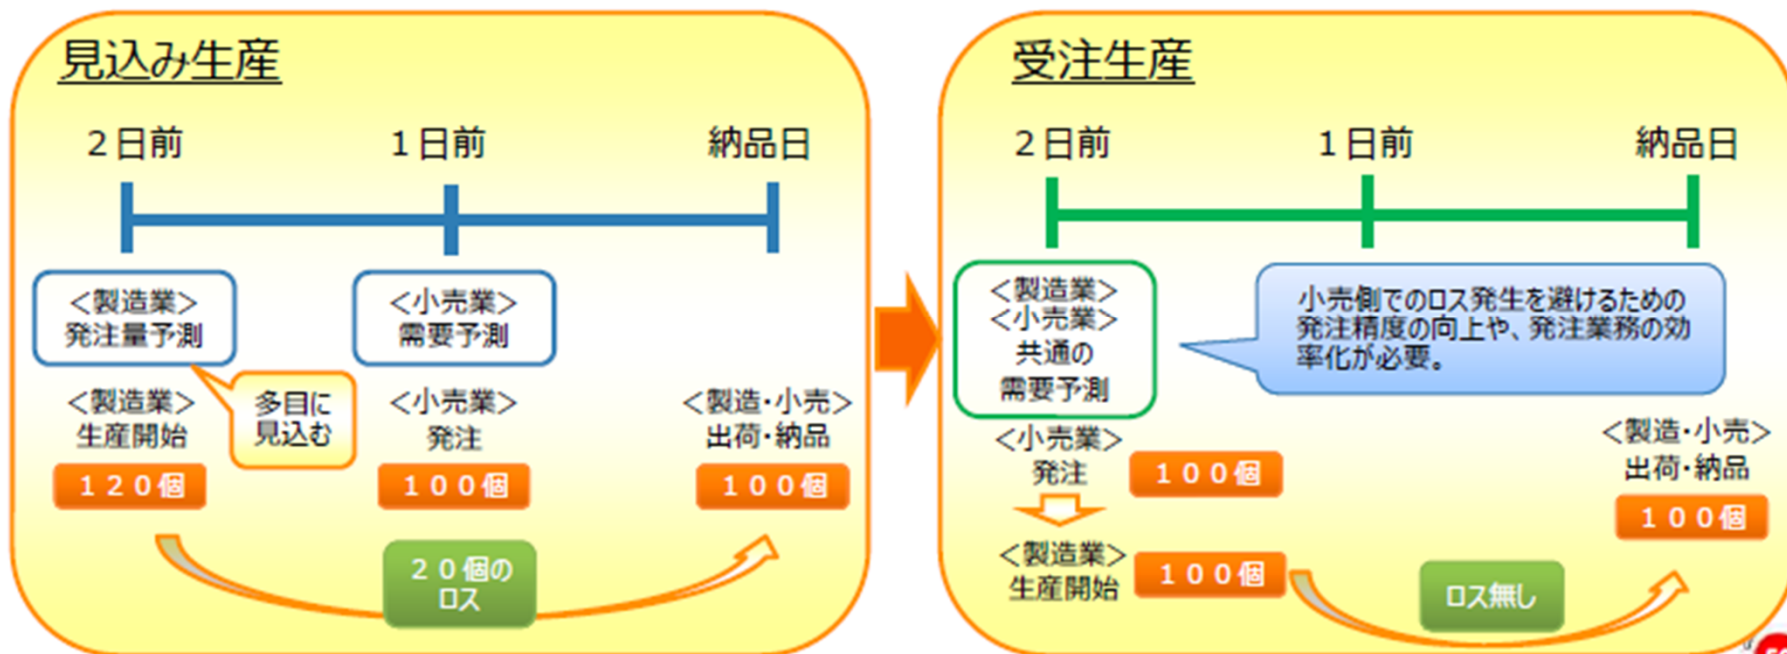 見込み生産
2日前
1日前
納品日
<製造業>
発注量予測
<小売業>
需要予測
多目に
見込む
<製造業>
生産開始
120個
<小売業>
発注
100個
<製造・小売>
出荷・納品
100個
20個の
ロス
受注生産
2日前
1日前
納品日
<製造業>
<小売業>
共通の
需要予測
小売側でのロス発生を避けるための
発注精度の向上や、発注業務の効
率化が必要。
<小売業>
発注
100個
<製造業>
生産開始
100個
<製造・小売>
出荷・納品
100個
ロス無し